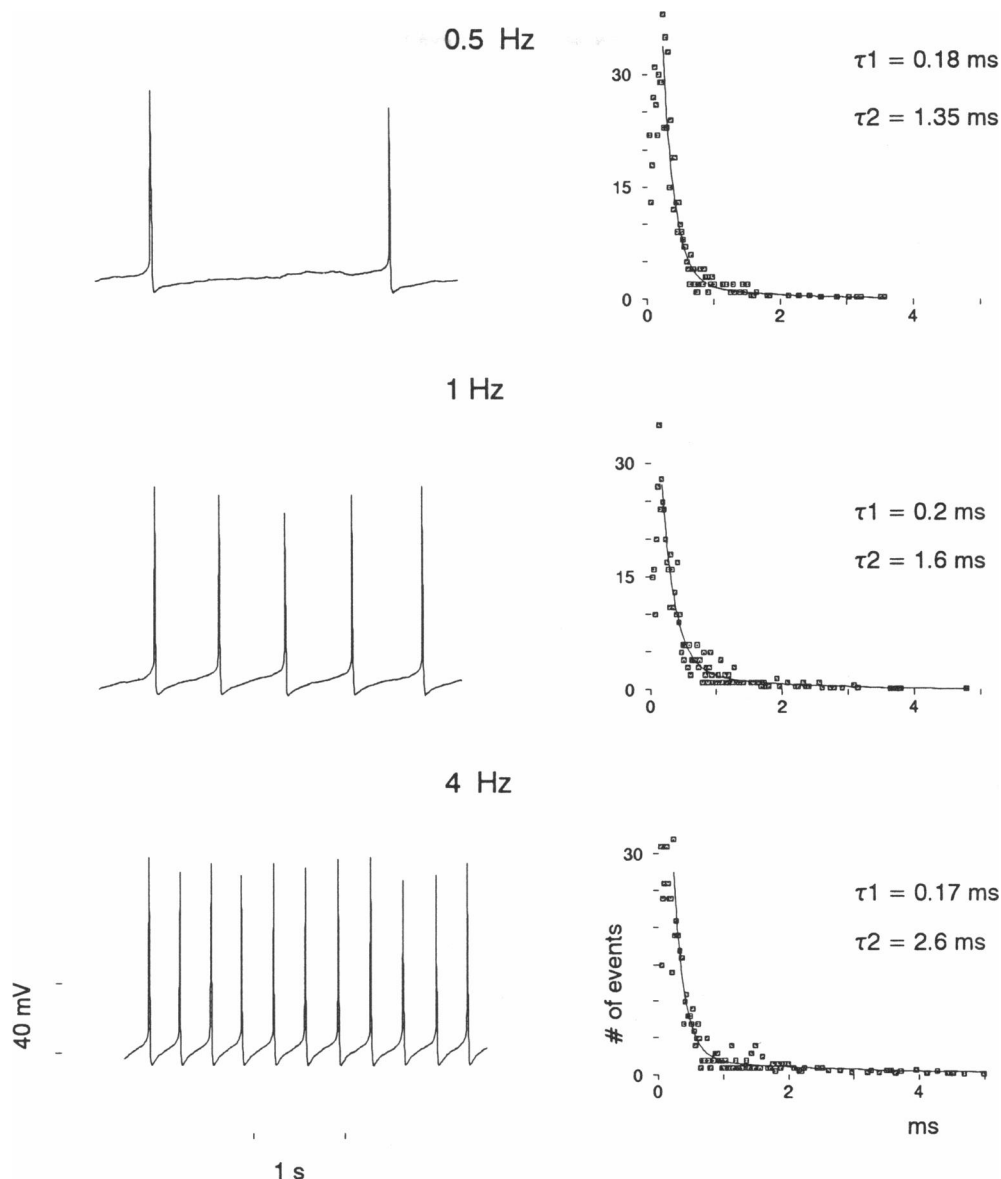 0.5 Hz
30
15
0
0
2
4
τ1 = 0.18 ms
τ2 = 1.35 ms
1 Hz
30
15
0
0
2
4
τ1 = 0.2 ms
τ2 = 1.6 ms
4 Hz
40 mV
1 s
# of events
30
0
0
2
4
ms
τ1 = 0.17 ms
τ2 = 2.6 ms